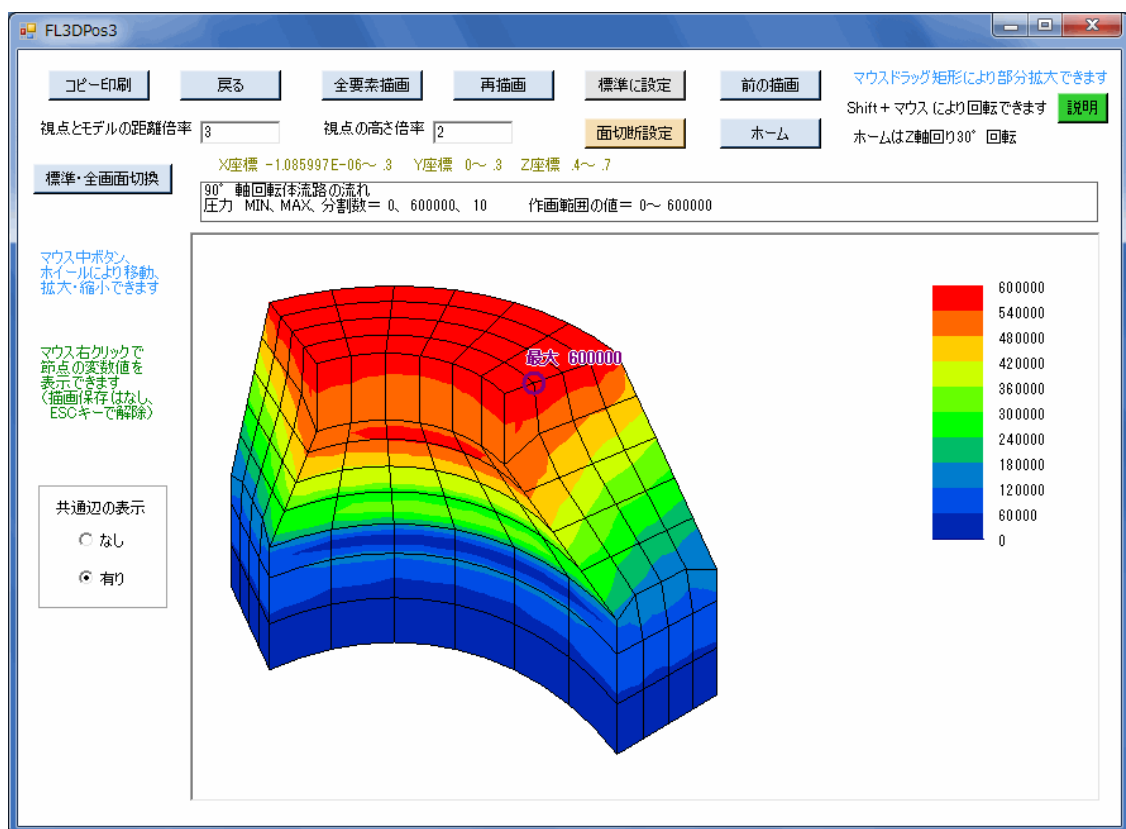 FL3DPos3
コピー印刷
戻る
全要素描画
再描画
標準に設定
前の描画
マウスドラッグ矩形により部分拡大できます
Shift+マウス により回転できます
説明
視点とモデルの距離倍率 3
視点の高さ倍率 2
面切断設定
ホーム
ホームはZ軸回り30° 回転
標準・全画面切換
X座標 -1.085997E-06～ .3 Y座標 0～ .3 Z座標 .4～ .7
90° 軸回転体流路の流れ
圧力 MIN、MAX、分割数＝ 0、 600000、 10 作画範囲の値＝ 0～ 600000
マウス中ボタン、
ホイールにより移動、
拡大・縮小できます
マウス右クリックで
節点の変数値を
表示できます
（描画保存はなし、
ESCキーで解除）
共通辺の表示
なし
有り
最大 600000
600000
540000
480000
420000
360000
300000
240000
180000
120000
60000
0